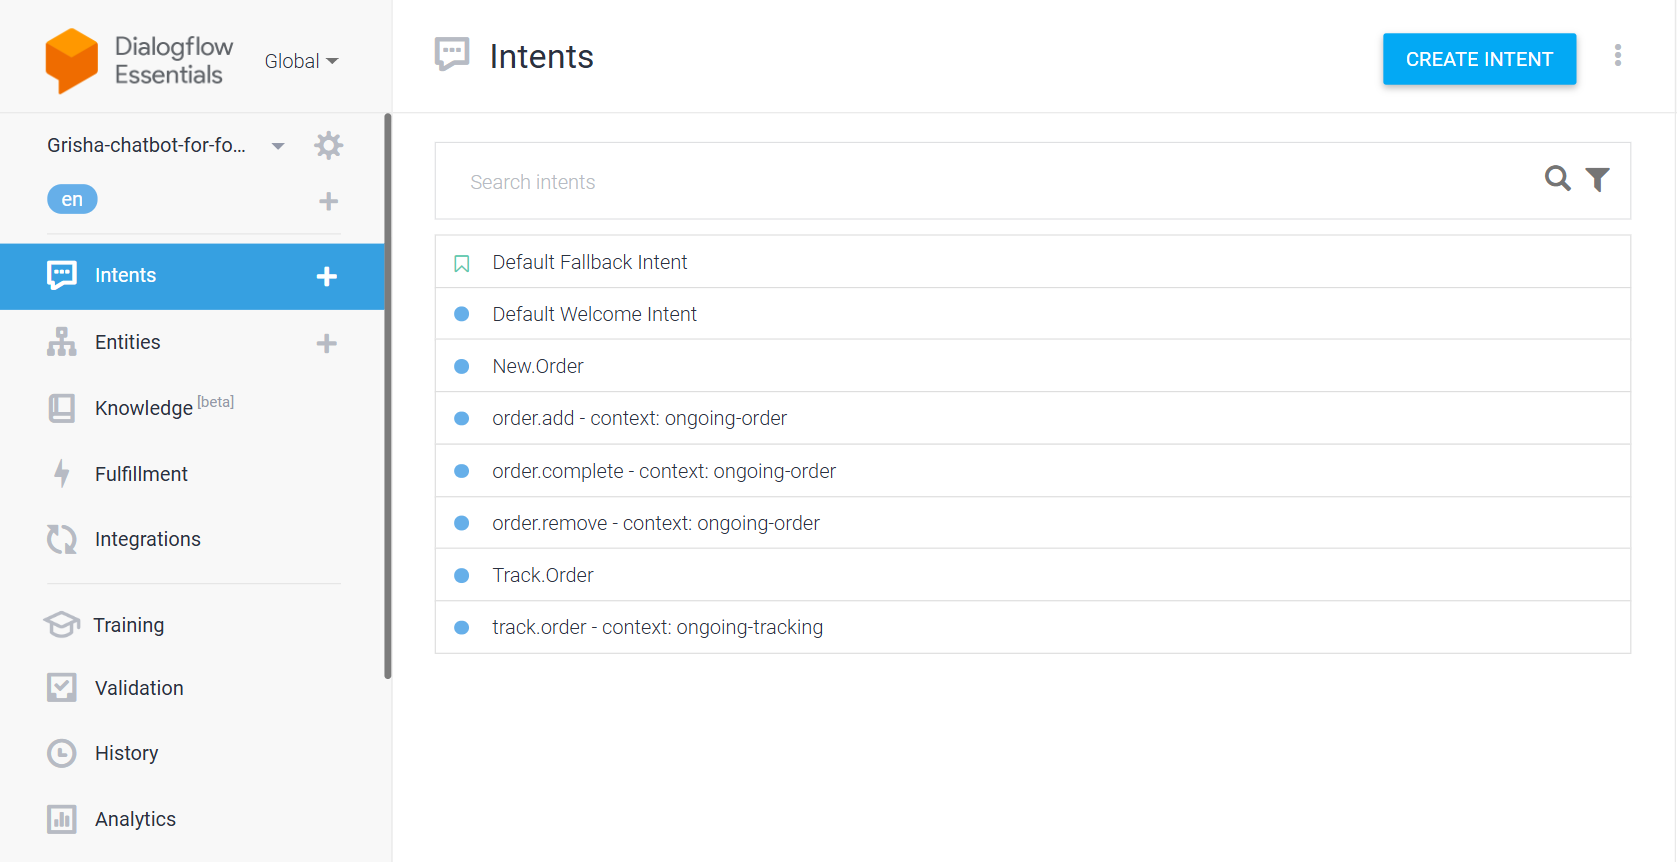 Dialogflow
Essentials
Global
Grisha-chatbot-for-fo...
en
Intents
Entities
Knowledge [beta]
Fulfillment
Integrations
Training
Validation
History
Analytics
Intents
CREATE INTENT
Search intents
Default Fallback Intent
Default Welcome Intent
New.Order
order.add - context: ongoing-order
order.complete - context: ongoing-order
order.remove - context: ongoing-order
Track.Order
track.order - context: ongoing-tracking